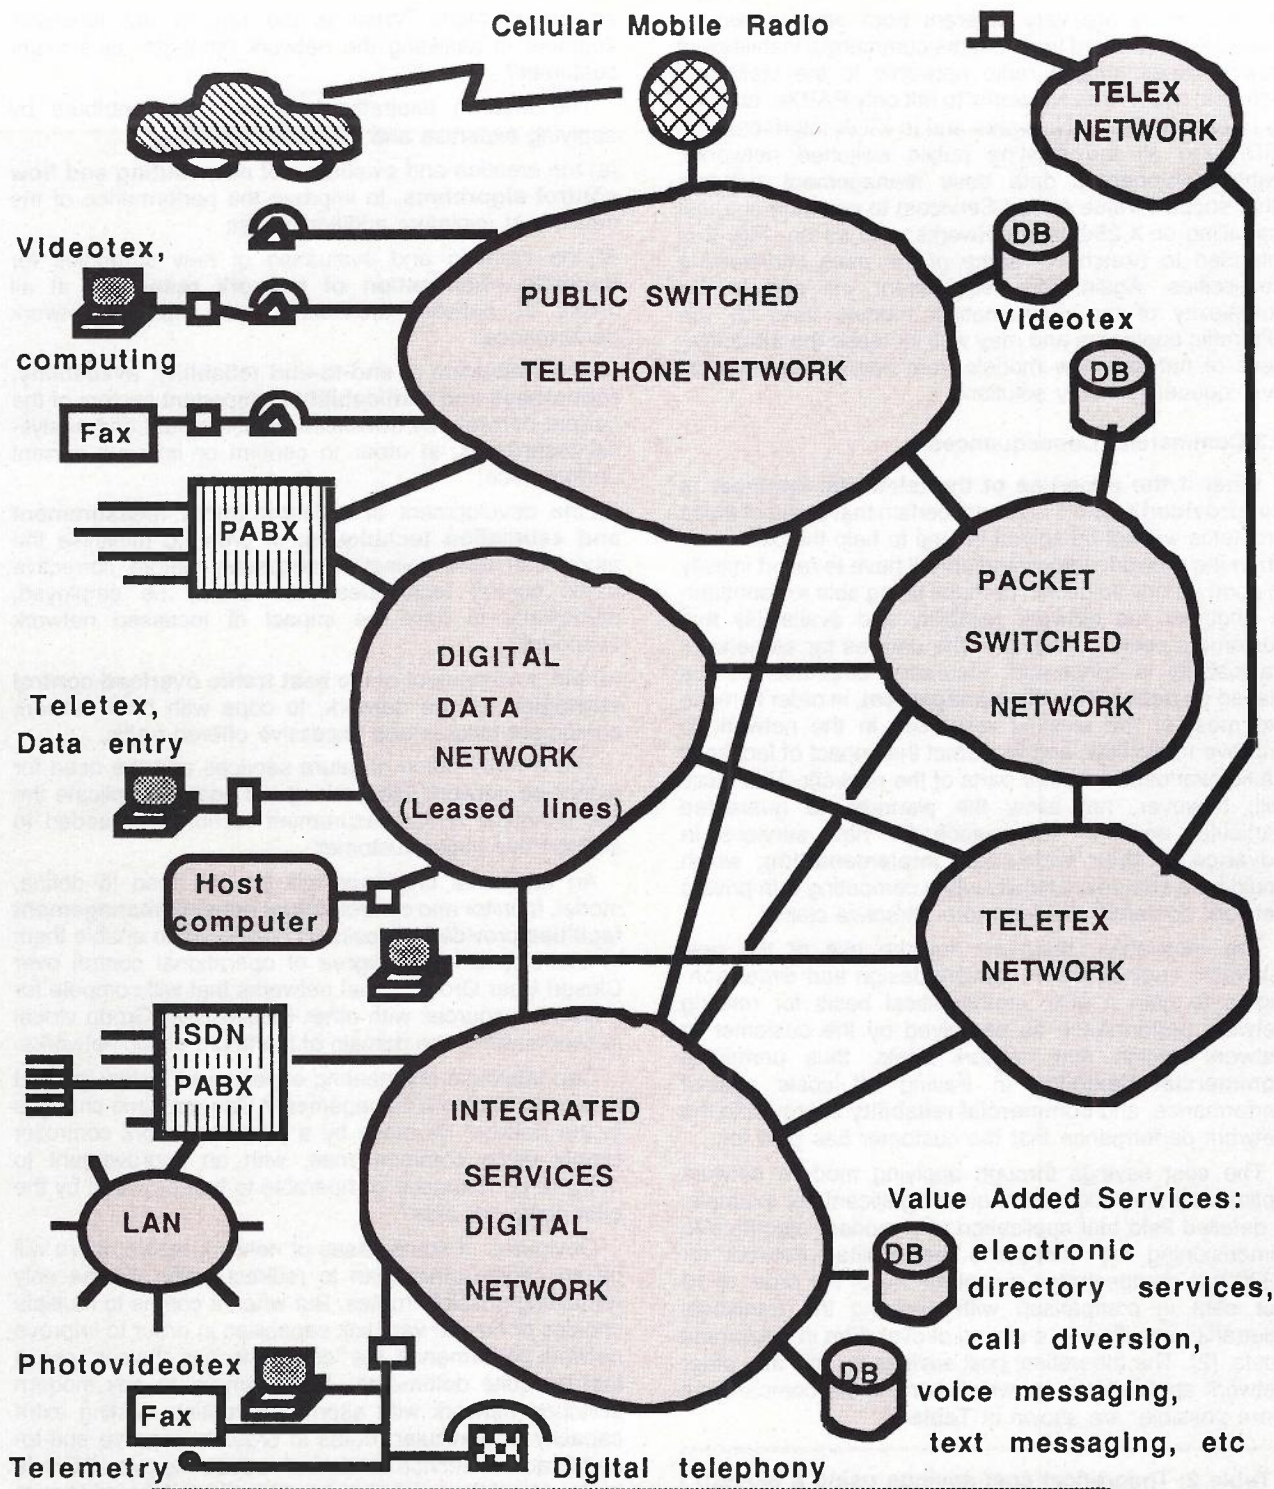 Cellular Mobile Radio
TELEX
NETWORK
DB
Videotex,
computing
PUBLIC SWITCHED
TELEPHONE NETWORK
Videotex
DB
Fax
PABX
PACKET
SWITCHED
NETWORK
DIGITAL
DATA
NETWORK
(Leased lines)
Teletex,
Data entry
Host
computer
TELETEX
NETWORK
ISDN
PABX
INTEGRATED
SERVICES
DIGITAL
NETWORK
LAN
Value Added Services:
DB
electronic
directory services,
call diversion,
DB
voice messaging,
text messaging, etc
Photovideotex
Fax
Telemetry
Digital telephony